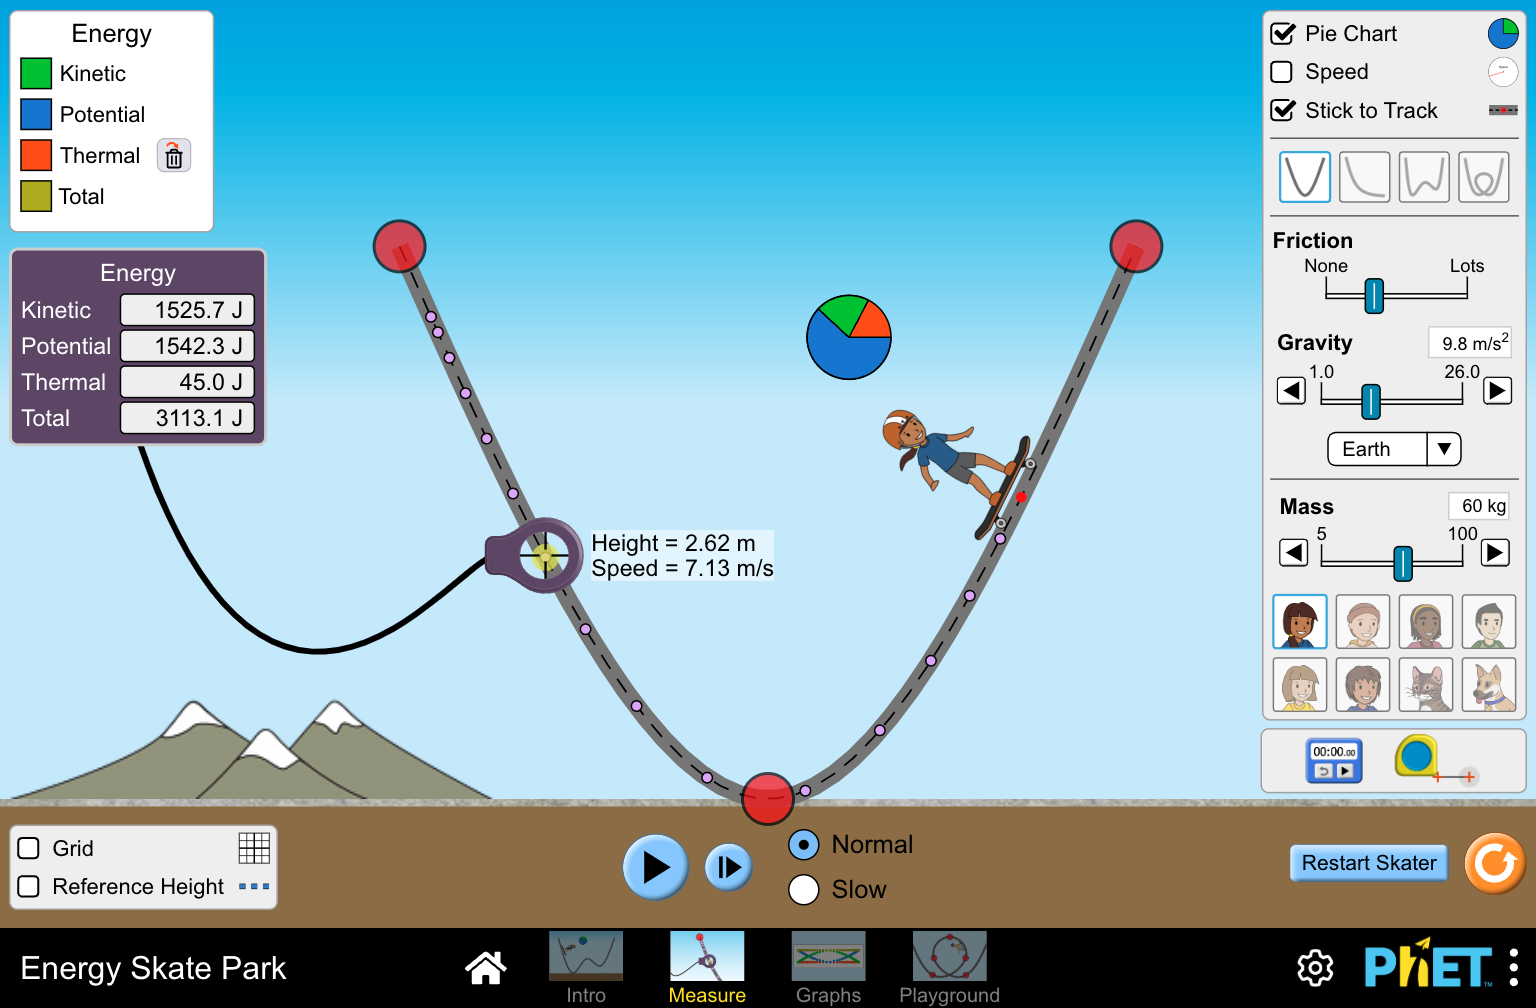 Energy
Kinetic
Potential
Thermal
Total
Energy
Kinetic 1525.7 J
Potential 1542.3 J
Thermal 45.0 J
Total 3113.1 J
Height = 2.62 m
Speed = 7.13 m/s
Pie Chart
Speed
Stick to Track
Friction
None Lots
Gravity 9.8 m/s²
1.0 26.0
Earth
Mass 60 kg
5 100
00:00.00
Grid
Reference Height
Normal
Slow
Restart Skater
Energy Skate Park
Intro
Measure
Graphs
Playground
PhET